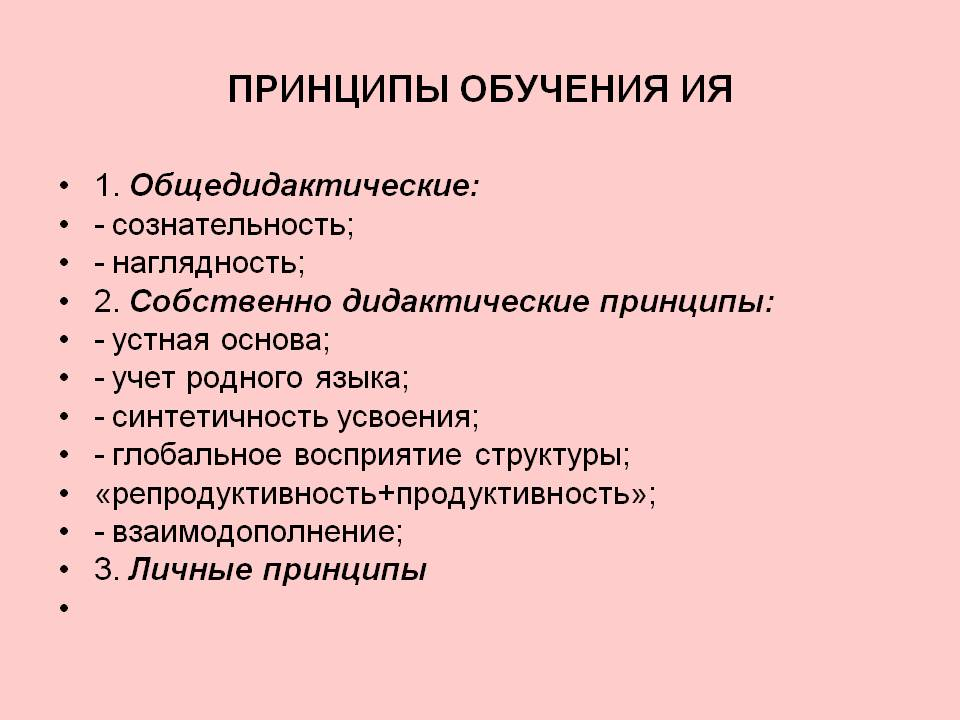 ПРИНЦИПЫ ОБУЧЕНИЯ ИЯ
• 1. Общедидактические:
• - сознательность;
• - наглядность;
• 2. Собственно дидактические принципы:
• - устная основа;
• - учет родного языка;
• - синтетичность усвоения;
• - глобальное восприятие структуры;
• «репродуктивность+продуктивность»;
• - взаимодополнение;
• 3. Личные принципы
•